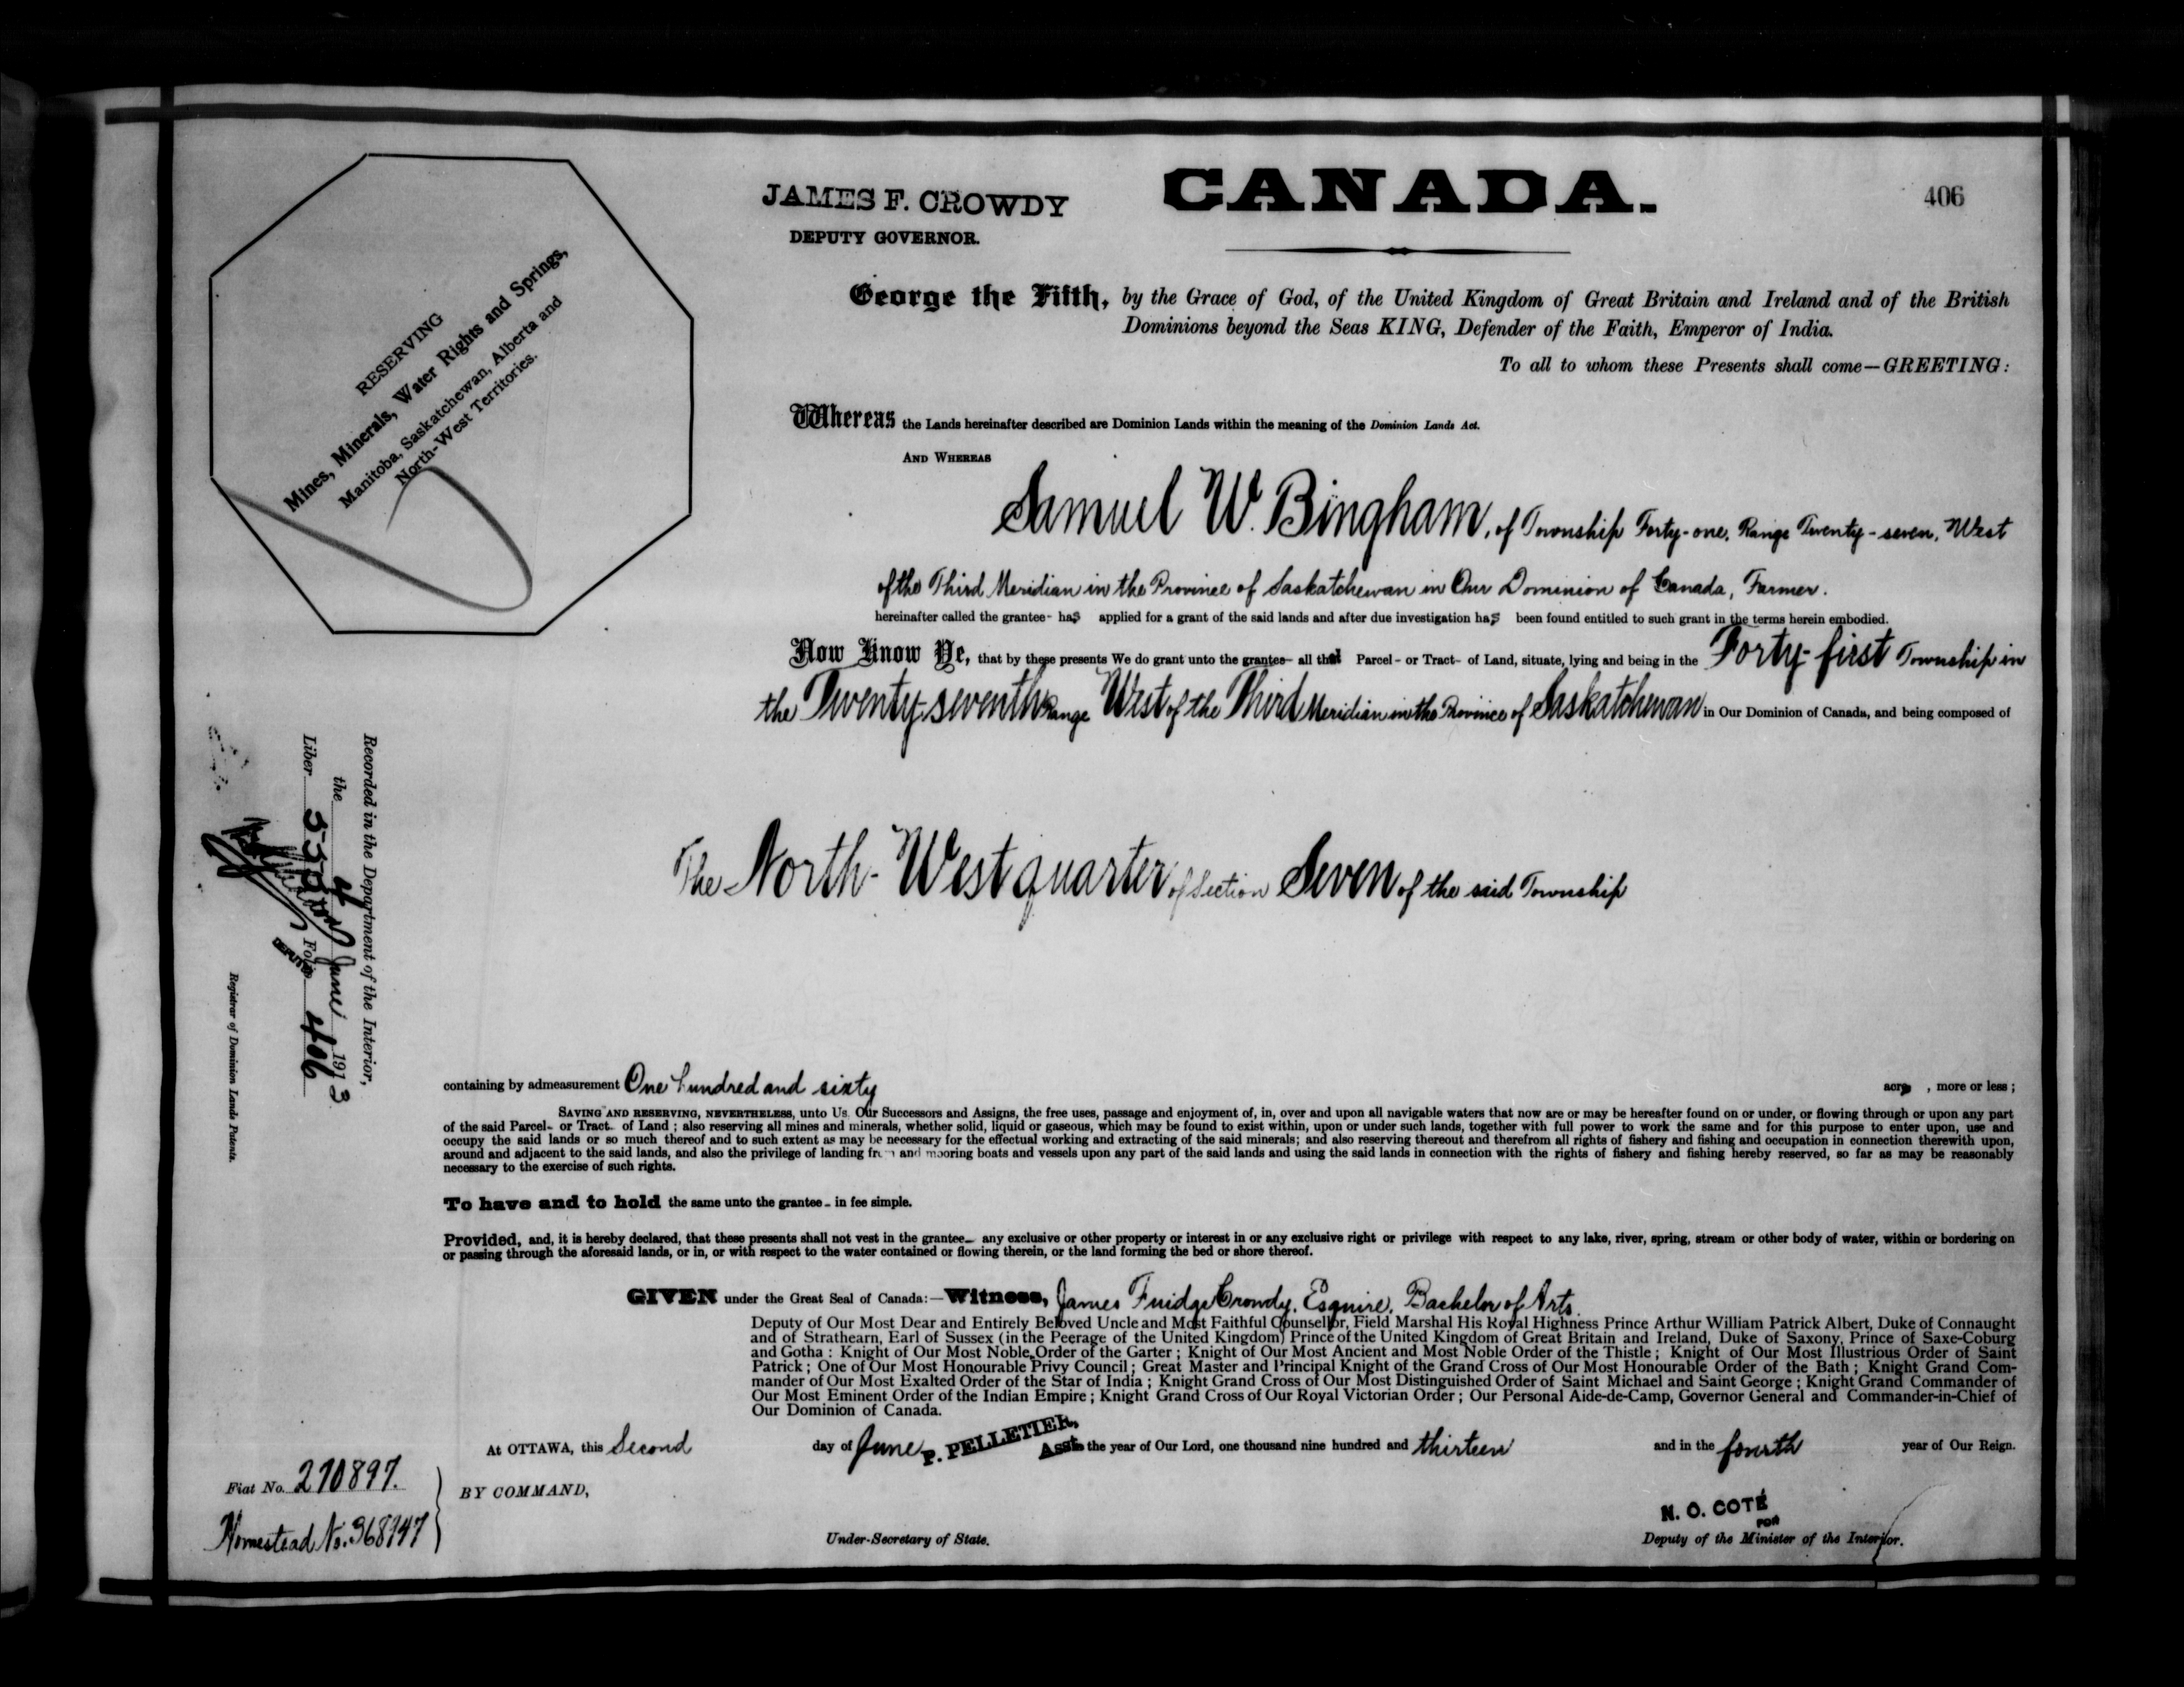 JAMES F. CROWDY
DEPUTY GOVERNOR.
CANADA.
406
RESERVING
Mines, Minerals, Water Rights and Springs,
Manitoba, Saskatchewan, Alberta and
North-West Territories.
George the Fifth, by the Grace of God, of the United Kingdom of Great Britain and Ireland and of the British
Dominions beyond the Seas KING, Defender of the Faith, Emperor of India.
To all to whom these Presents shall come—GREETING:
Whereas the Lands hereinafter described are Dominion Lands within the meaning of the Dominion Lands Act.
AND WHEREAS
Samuel W. Bingham, of Township Forty-one, Range Twenty-seven, West
of the Third Meridian in the Province of Saskatchewan in Our Dominion of Canada, Farmer.
hereinafter called the grantee- has applied for a grant of the said lands and after due investigation has been found entitled to such grant in the terms herein embodied.
Now Know Ye, that by these presents We do grant unto the grantee- all that Parcel- or Tract- of Land, situate, lying and being in the Forty-first Township in
the Twenty-seventh Range West of the Third Meridian in the Province of Saskatchewan in Our Dominion of Canada, and being composed of
The North-West quarter of Section Seven of the said Township
Recorded in the Department of the Interior,
the 4 June 1913
Liber 550 Folio 406
DEPUTY
Registrar of Dominion Lands Patents.
containing by admeasurement One hundred and sixty acres, more or less;
SAVING AND RESERVING, NEVERTHELESS, unto Us Our Successors and Assigns, the free uses, passage and enjoyment of, in, over and upon all navigable waters that now are or may be hereafter found on or under, or flowing through or upon any part
of the said Parcel- or Tract- of Land; also reserving all mines and minerals, whether solid, liquid or gaseous, which may be found to exist within, upon or under such lands, together with full power to work the same and for this purpose to enter upon, use and
occupy the said lands or so much thereof and to such extent as may be necessary for the effectual working and extracting of the said minerals; and also reserving thereout and therefrom all rights of fishery and fishing and occupation in connection therewith upon,
around and adjacent to the said lands, and also the privilege of landing from and mooring boats and vessels upon any part of the said lands and using the said lands in connection with the rights of fishery and fishing hereby reserved, so far as may be reasonably
necessary to the exercise of such rights.
To have and to hold the same unto the grantee- in fee simple.
Provided, and, it is hereby declared, that these presents shall not vest in the grantee- any exclusive or other property or interest in or any exclusive right or privilege with respect to any lake, river, spring, stream or other body of water, within or bordering on
or passing through the aforesaid lands, or in, or with respect to the water contained or flowing therein, or the land forming the bed or shore thereof.
GIVEN under the Great Seal of Canada:—Witness, James Fuidge Crowdy, Esquire, Bachelor of Arts.
Deputy of Our Most Dear and Entirely Beloved Uncle and Most Faithful Counsellor, Field Marshal His Royal Highness Prince Arthur William Patrick Albert, Duke of Connaught
and of Strathearn, Earl of Sussex (in the Peerage of the United Kingdom) Prince of the United Kingdom of Great Britain and Ireland, Duke of Saxony, Prince of Saxe-Coburg
and Gotha: Knight of Our Most Noble Order of the Garter; Knight of Our Most Ancient and Most Noble Order of the Thistle; Knight of Our Most Illustrious Order of Saint
Patrick; One of Our Most Honourable Privy Council; Great Master and Principal Knight of the Grand Cross of Our Most Honourable Order of the Bath; Knight Grand Com-
mander of Our Most Exalted Order of the Star of India; Knight Grand Cross of Our Most Distinguished Order of Saint Michael and Saint George; Knight Grand Commander of
Our Most Eminent Order of the Indian Empire; Knight Grand Cross of Our Royal Victorian Order; Our Personal Aide-de-Camp, Governor General and Commander-in-Chief of
Our Dominion of Canada.
At OTTAWA, this Second day of June in the year of Our Lord, one thousand nine hundred and thirteen and in the fourth year of Our Reign.
P. PELLETIER,
Asst.
Fiat No. 270897.
Homestead No. 968947
BY COMMAND,
N. O. COTÉ
FOR
Under-Secretary of State.
Deputy of the Minister of the Interior.